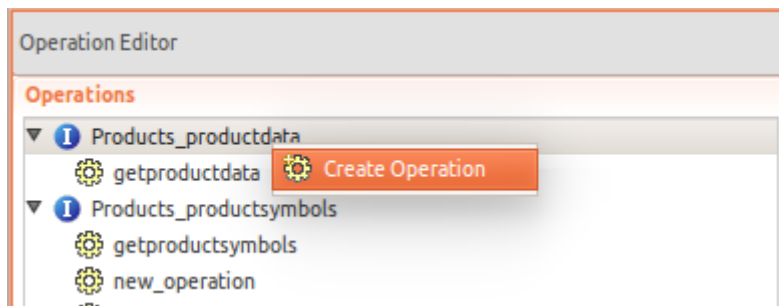 Operation Editor
Operations
I Products_productdata
getproductdata
Create Operation
I Products_productsymbols
getproductsymbols
new_operation